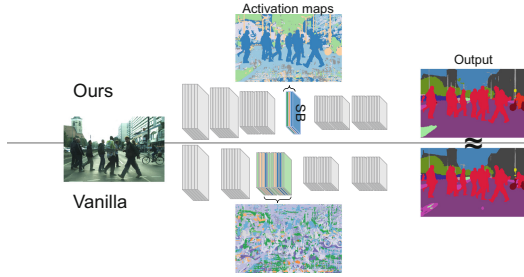 Activation maps
Output
Ours
SB
≈
Vanilla